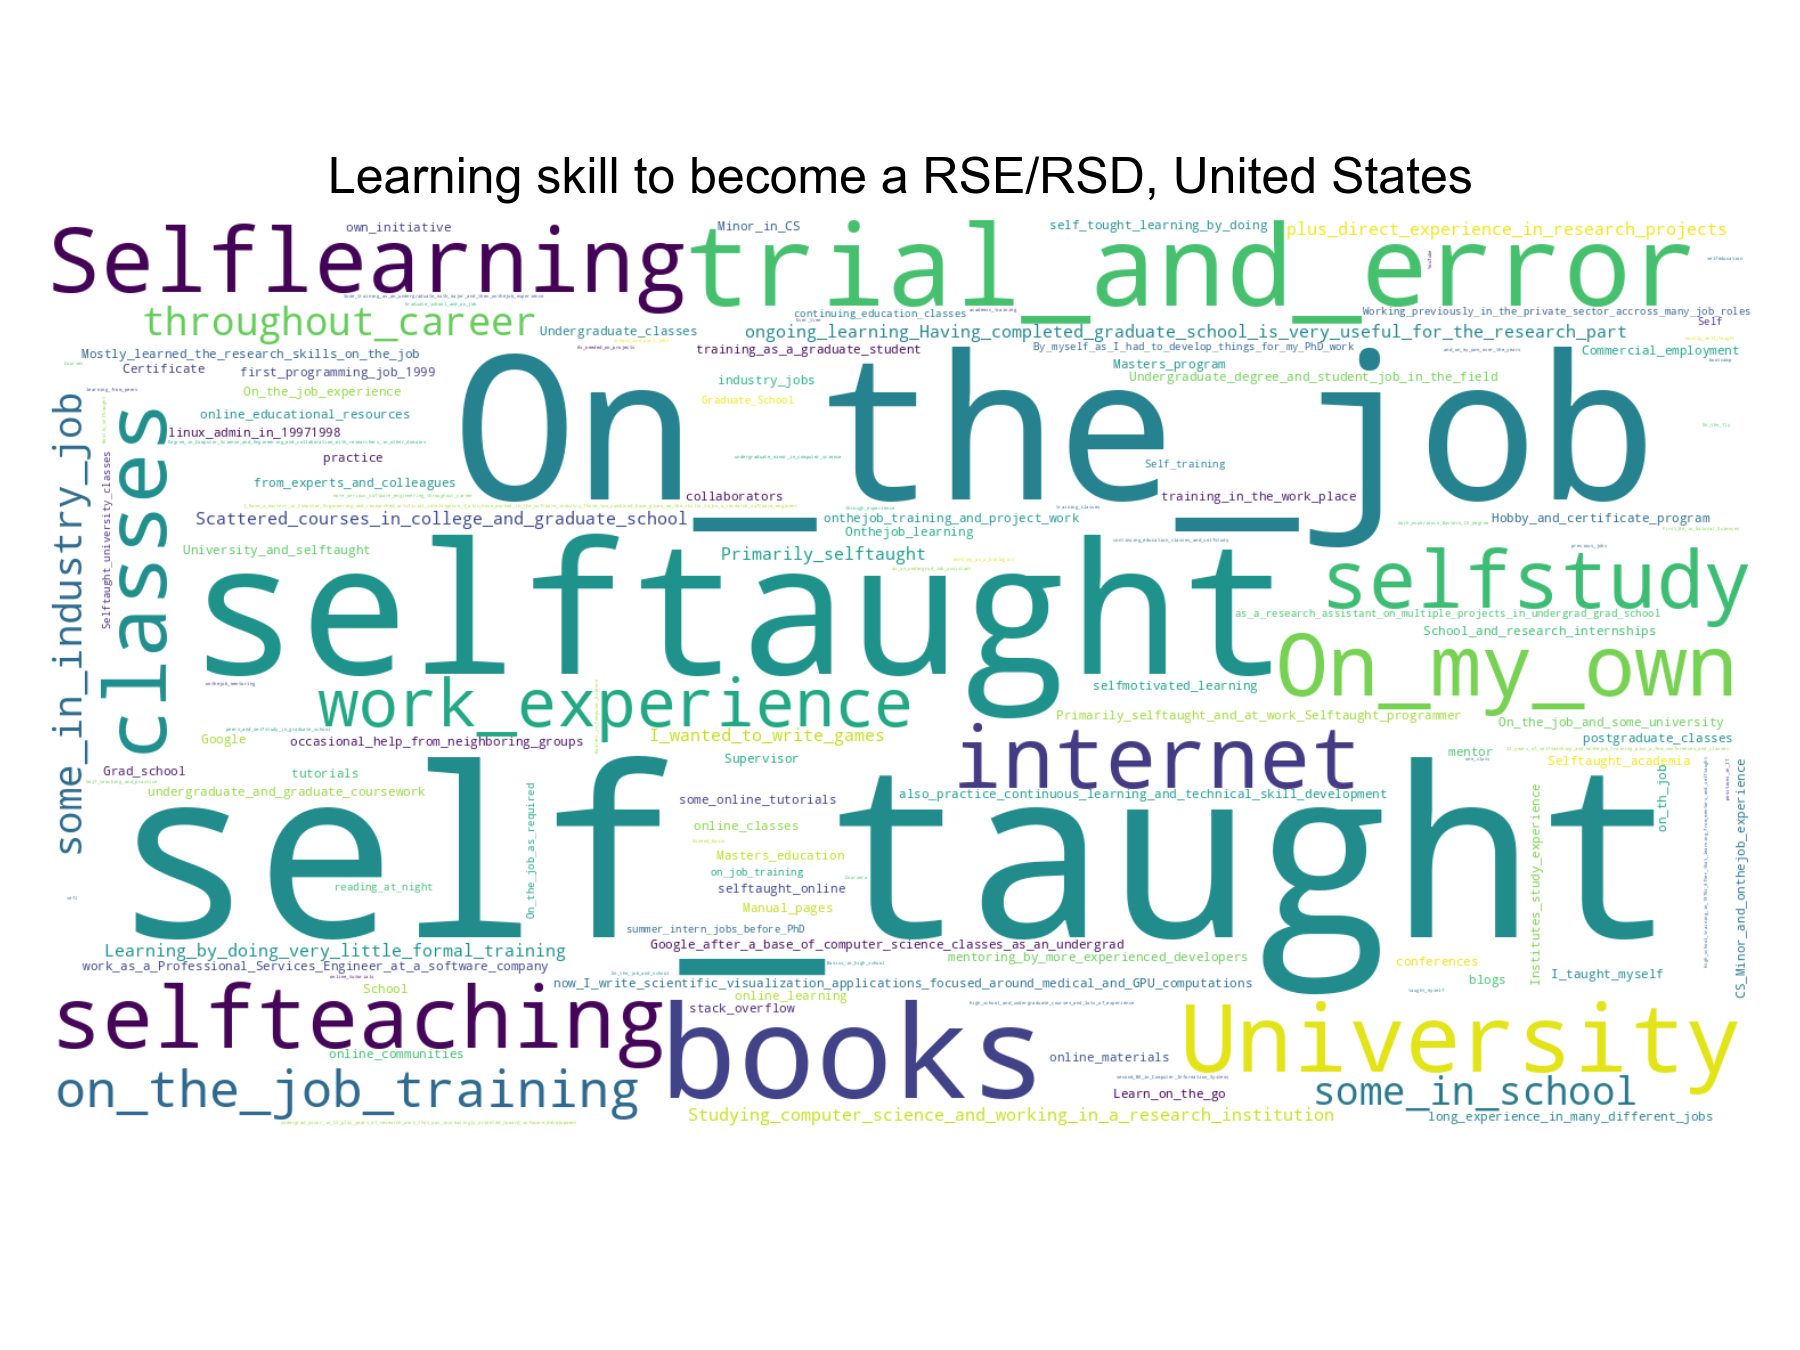 Learning skill to become a RSE/RSD, United States
Selflearning
own_initiative
trial_and_error
Minor_in_CS
self_tought_learning_by_doing
plus_direct_experience_in_research_projects
throughout_career
Undergraduate_classes
continuing_education_classes
Working_previously_in_the_private_sector_accross_many_job_roles
Self
ongoing_learning_Having_completed_graduate_school_is_very_useful_for_the_research_part
Mostly_learned_the_research_skills_on_the_job
training_as_a_graduate_student
By_myself_as_I_had_to_develop_things_for_my_PhD_work
Commercial_employment
Certificate
first_programming_job_1999
Masters_program
industry_jobs
Undergraduate_degree_and_student_job_in_the_field
On_the_job_experience
Graduate_School
On_the_job
online_educational_resources
linux_admin_in_19971998
practice
Self_training
from_experts_and_colleagues
collaborators
training_in_the_work_place
Scattered_courses_in_college_and_graduate_school
onthejob_training_and_project_work
Hobby_and_certificate_program
Onthejob_learning
some_in_industry_job
classes
Selftaught_university_classes
University_and_selftaught
Primarily_selftaught
selftaught
selfstudy
as_a_research_assistant_on_multiple_projects_in_undergrad_grad_school
School_and_research_internships
On_my_own
work_experience
selfmotivated_learning
Primarily_selftaught_and_at_work_Selftaught_programmer
On_the_job_and_some_university
Google
occasional_help_from_neighboring_groups
I_wanted_to_write_games
internet
postgraduate_classes
mentor
Supervisor
Selftaught_academia
Grad_school
tutorials
undergraduate_and_graduate_coursework
some_online_tutorials
also_practice_continuous_learning_and_technical_skill_development
self_taught
online_classes
Masters_education
on_job_training
reading_at_night
selftaught_online
Manual_pages
On_the_job_as_required
Institutes_study_experience
on_th_job
CS_Minor_and_onthejob_experience
summer_intern_jobs_before_PhD
Learning_by_doing_very_little_formal_training
Google_after_a_base_of_computer_science_classes_as_an_undergrad
mentoring_by_more_experienced_developers
conferences
work_as_a_Professional_Services_Engineer_at_a_software_company
I_taught_myself
blogs
School
now_I_write_scientific_visualization_applications_focused_around_medical_and_GPU_computations
online_learning
selfteaching
stack_overflow
books
University
online_communities
online_materials
on_the_job_training
Learn_on_the_go
some_in_school
Studying_computer_science_and_working_in_a_research_institution
long_experience_in_many_different_jobs